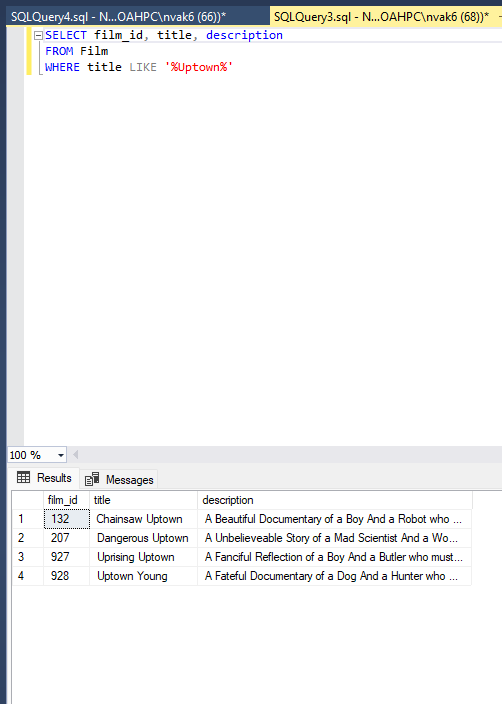 SQLQuery4.sql - N...OAHPC\nvak6 (66))* SQLQuery3.sql - N...OAHPC\nvak6 (68))*
SELECT film_id, title, description
FROM Film
WHERE title LIKE '%Uptown%'
100 %
Results Messages
film_id title description
1 132 Chainsaw Uptown A Beautiful Documentary of a Boy And a Robot who ...
2 207 Dangerous Uptown A Unbelieveable Story of a Mad Scientist And a Wo...
3 927 Uprising Uptown A Fanciful Reflection of a Boy And a Butler who must...
4 928 Uptown Young A Fateful Documentary of a Dog And a Hunter who ...